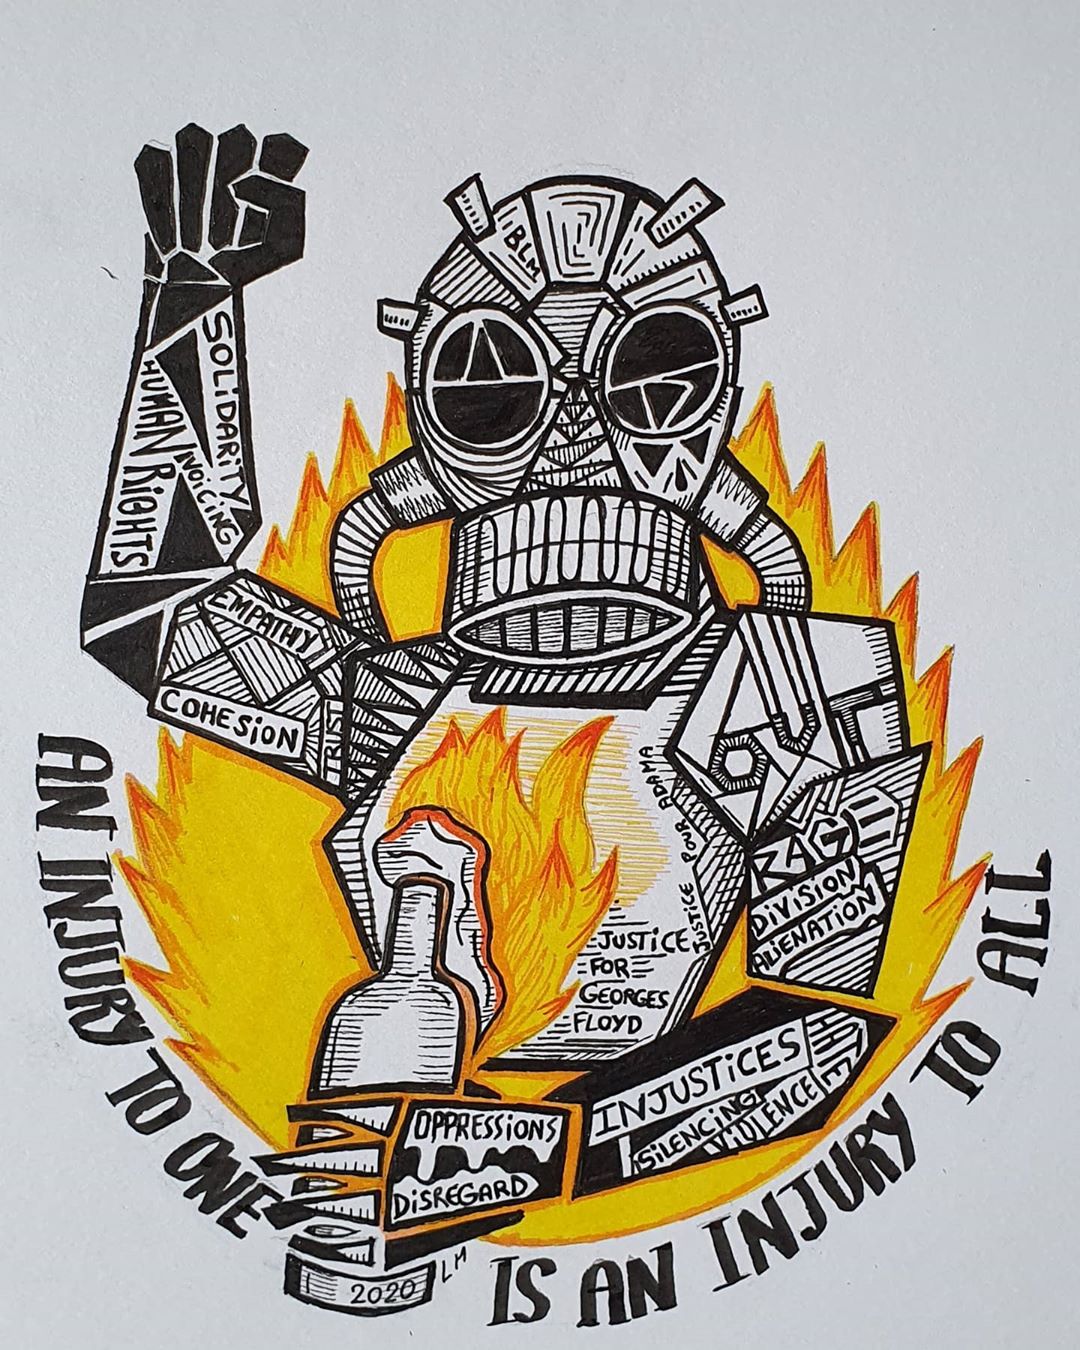 BLM
SOLiDARiTY
HUMAN RiGHTS
VOiCiNG
EMPATHY
COHESiON
TRUST
RAGE
DiViSiON
ALiENATiON
JUSTiCE POUR ADAMA
JUSTiCE
FOR
GEORGES
FLOYD
INJUSTiCES
HATE
SiLENCiNG
ViOLENCE
OPPRESSiONS
DiSREGARD
2020
LM
AN INJURY TO ONE IS AN INJURY TO ALL